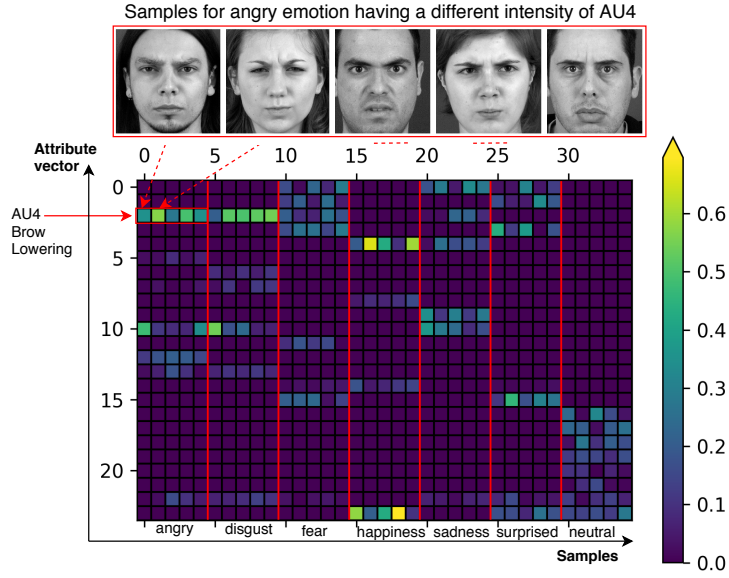 Samples for angry emotion having a different intensity of AU4
Attribute
vector
0 5 10 15 20 25 30
0
AU4
Brow
Lowering
5
10
15
20
angry disgust fear happiness sadness surprised neutral
Samples
0.6
0.5
0.4
0.3
0.2
0.1
0.0